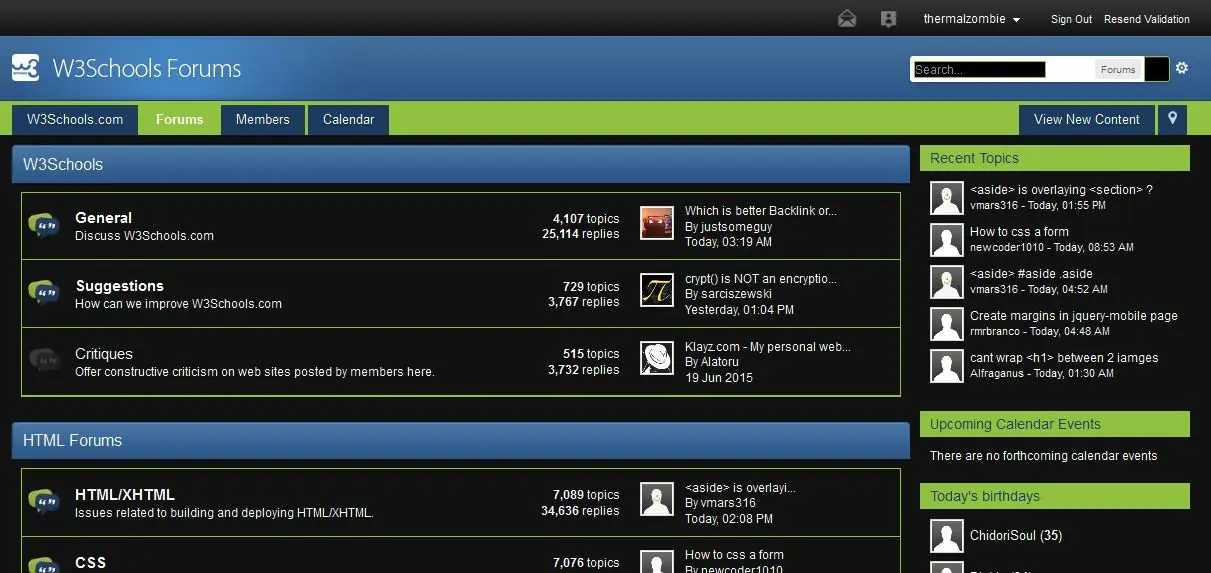 thermalzombie
Sign Out
Resend Validation
W3Schools Forums
Search...
Forums
W3Schools.com
Forums
Members
Calendar
View New Content
W3Schools
General
Discuss W3Schools.com
4,107 topics
25,114 replies
Which is better Backlink or...
By justsomeguy
Today, 03:19 AM
Suggestions
How can we improve W3Schools.com
729 topics
3,767 replies
crypt() is NOT an encryptio...
By sarciszewski
Yesterday, 01:04 PM
Critiques
Offer constructive criticism on web sites posted by members here.
515 topics
3,732 replies
Klayz.com - My personal web...
By Alatoru
19 Jun 2015
HTML Forums
HTML/XHTML
Issues related to building and deploying HTML/XHTML.
7,089 topics
34,636 replies
<aside> is overlayi...
By vmars316
Today, 02:08 PM
CSS
7,076 topics
How to css a form
By newcoder1010
Recent Topics
<aside> is overlaying <section> ?
vmars316 - Today, 01:55 PM
How to css a form
newcoder1010 - Today, 08:53 AM
<aside> #aside .aside
vmars316 - Today, 04:52 AM
Create margins in jquery-mobile page
rmrbranco - Today, 04:48 AM
cant wrap <h1> between 2 iamges
Alfraganus - Today, 01:30 AM
Upcoming Calendar Events
There are no forthcoming calendar events
Today's birthdays
ChidoriSoul (35)